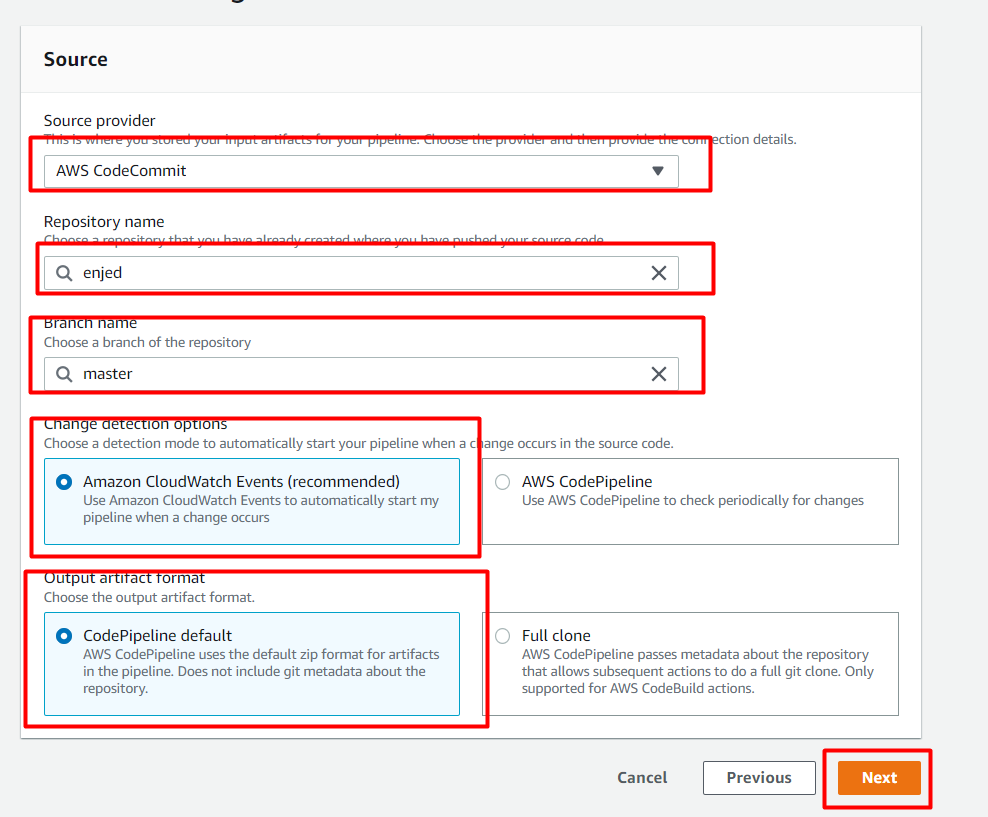 Source
Source provider
This is where you stored your input artifacts for your pipeline. Choose the provider and then provide the connection details.
AWS CodeCommit
Repository name
Choose a repository that you have already created where you have pushed your source code.
enjed
Branch name
Choose a branch of the repository
master
Change detection options
Choose a detection mode to automatically start your pipeline when a change occurs in the source code.
Amazon CloudWatch Events (recommended)
Use Amazon CloudWatch Events to automatically start my
pipeline when a change occurs
AWS CodePipeline
Use AWS CodePipeline to check periodically for changes
Output artifact format
Choose the output artifact format.
CodePipeline default
AWS CodePipeline uses the default zip format for artifacts
in the pipeline. Does not include git metadata about the
repository.
Full clone
AWS CodePipeline passes metadata about the repository
that allows subsequent actions to do a full git clone. Only
supported for AWS CodeBuild actions.
Cancel
Previous
Next